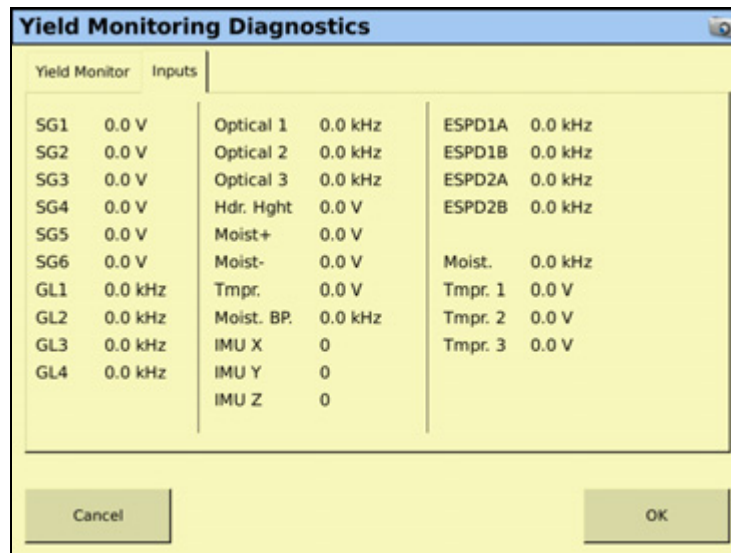 Yield Monitoring Diagnostics
Yield Monitor Inputs
SG1 0.0 V
SG2 0.0 V
SG3 0.0 V
SG4 0.0 V
SG5 0.0 V
SG6 0.0 V
GL1 0.0 kHz
GL2 0.0 kHz
GL3 0.0 kHz
GL4 0.0 kHz
Optical 1 0.0 kHz
Optical 2 0.0 kHz
Optical 3 0.0 kHz
Hdr. Hght 0.0 V
Moist+ 0.0 V
Moist- 0.0 V
Tmpr. 0.0 V
Moist. BP. 0.0 kHz
IMU X 0
IMU Y 0
IMU Z 0
ESPD1A 0.0 kHz
ESPD1B 0.0 kHz
ESPD2A 0.0 kHz
ESPD2B 0.0 kHz
Moist. 0.0 kHz
Tmpr. 1 0.0 V
Tmpr. 2 0.0 V
Tmpr. 3 0.0 V
Cancel OK